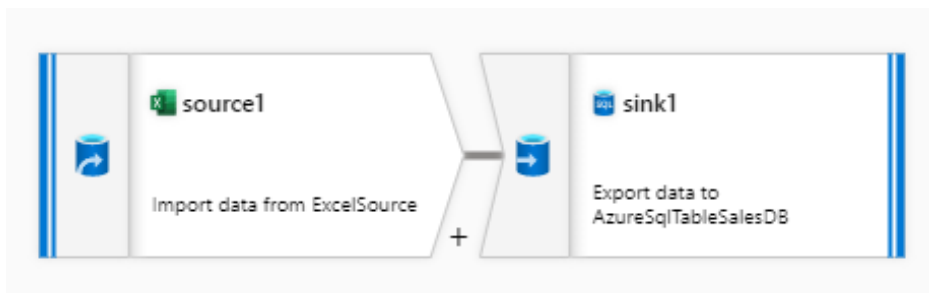 source1
Import data from ExcelSource
+
sink1
Export data to
AzureSqlTableSalesDB